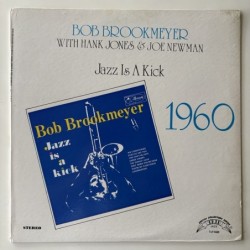 BOB BROOKMEYER
WITH HANK JONES & JOE NEWMAN
Jazz Is A Kick
1960
Bob Brookmeyer
Jazz
is
a
kick
STEREO